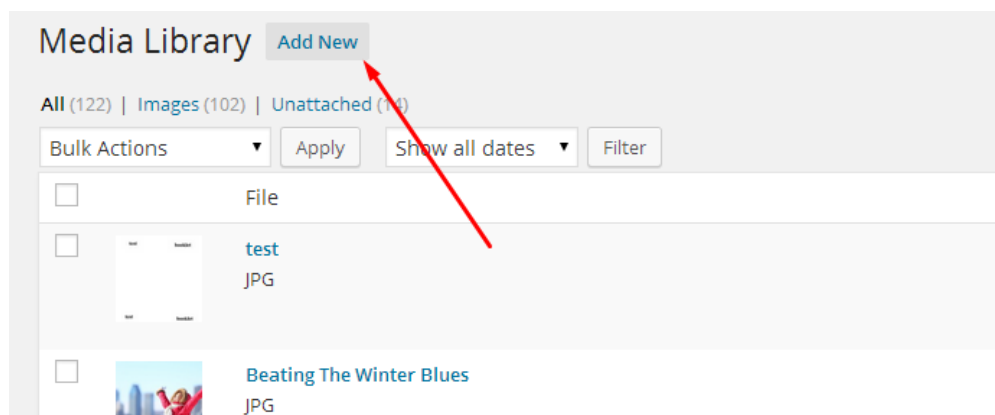 Media Library Add New
All (122) | Images (102) | Unattached (14)
Bulk Actions Apply Show all dates Filter
File
test
JPG
Beating The Winter Blues
JPG